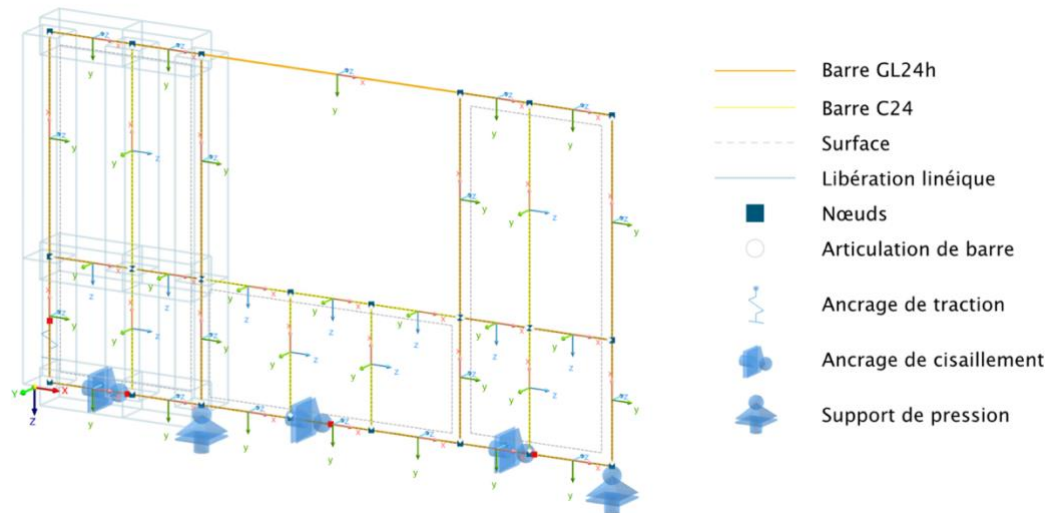 Barre GL24h
Barre C24
Surface
Libération linéique
Nœuds
Articulation de barre
Ancrage de traction
Ancrage de cisaillement
Support de pression
Y
X
Z